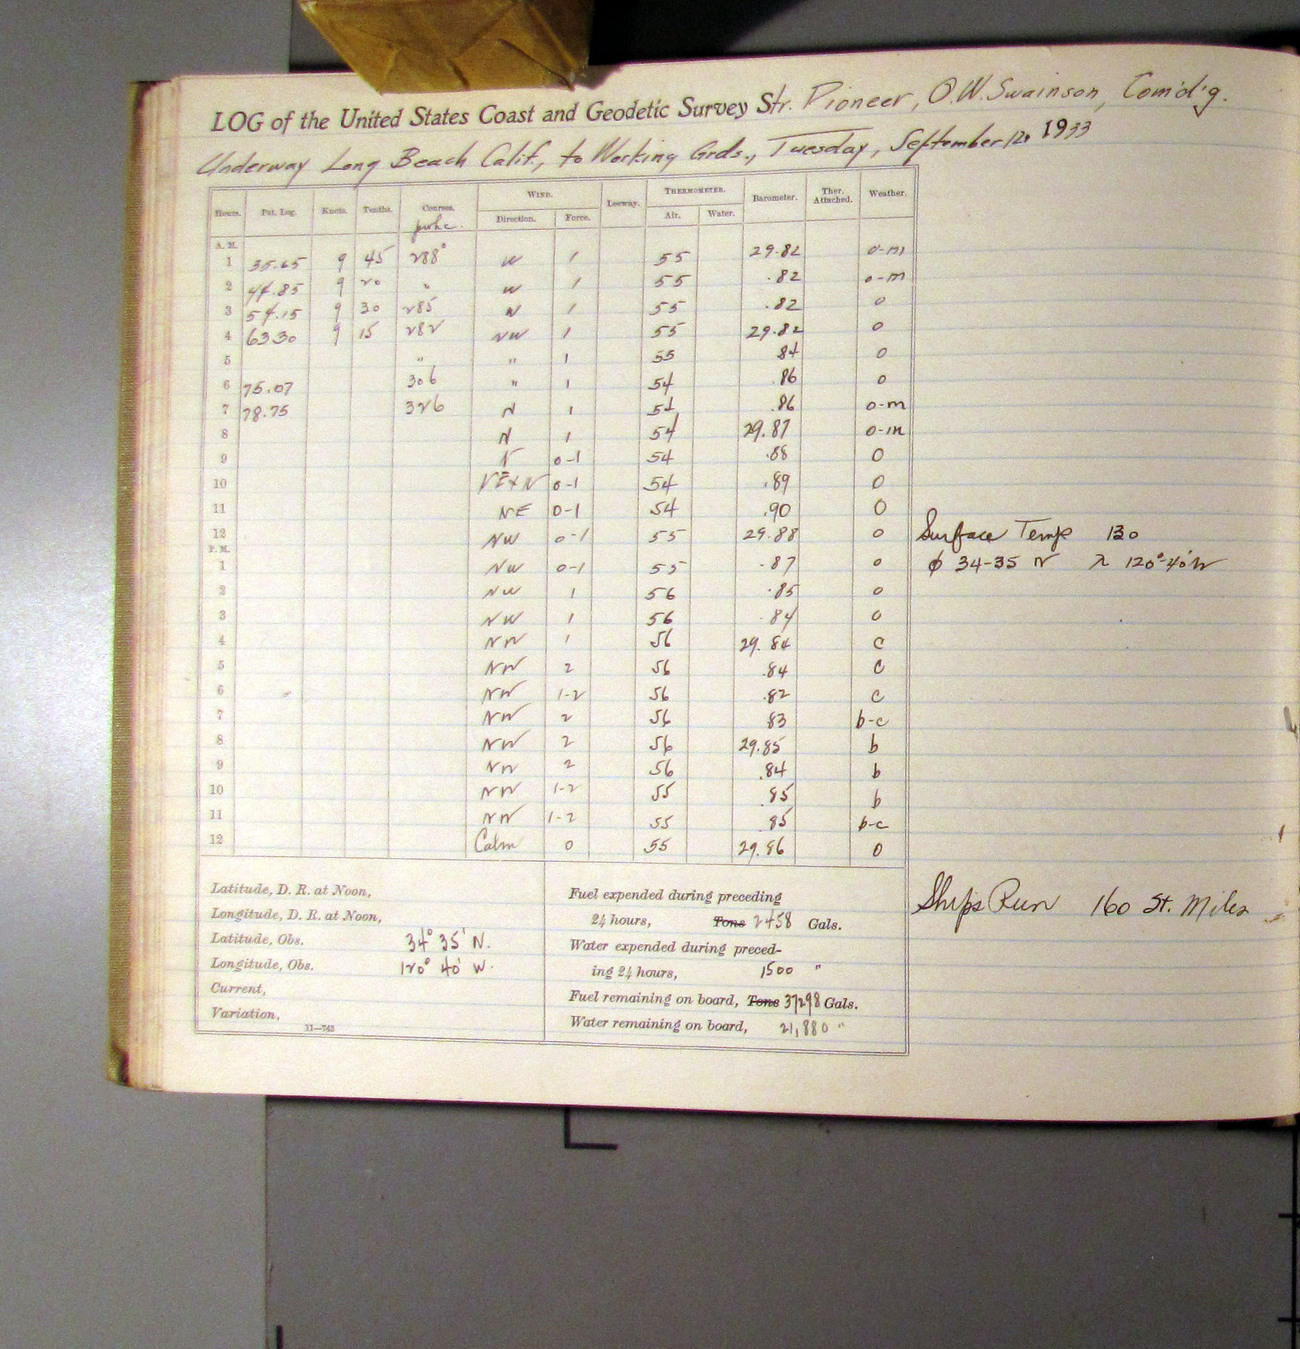 LOG of the United States Coast and Geodetic Survey Str. Pioneer, O.W. Swainson, Com'd'g.
Underway Long Beach Calif., to Working Grds., Tuesday, September 12, 1933
Hours. Pat. Log. Knots. Tenths. Courses. WIND. Leeway. THERMOMETER. Barometer. Ther. Attached. Weather.
Direction. Force. Air. Water.
A. M.
1 35.65 9 45 288° W 1 55 29.82 o-m
2 44.85 9 20 " W 1 55 .82 o-m
3 54.15 9 30 285 1 55 .82 o
4 63.30 9 15 282 NW 1 55 29.82 o
5 " " 1 55 84 o
6 75.07 306 " 1 54 .86 o
7 78.75 326 N 1 54 .86 o-m
8 N 1 54 29.87 o-m
9 N 0-1 54 .88 O
10 NExN 0-1 54 .89 O
11 NE 0-1 54 .90 O
12 NW 0-1 55 29.88 o Surface Temp 130
P. M.
1 NW 0-1 55 .87 o φ 34-35 N λ 120°-40' W
2 NW 1 56 .85 o
3 NW 1 56 .84 o
4 NW 1 56 29.84 c
5 NW 2 56 .84 c
6 NW 1-2 56 .82 c
7 NW 2 56 83 b-c
8 NW 2 56 29.85 b
9 NW 2 56 .84 b
10 NW 1-2 55 .85 b
11 NW 1-2 55 85 b-c
12 Calm 0 55 29.86 o
Latitude, D. R. at Noon,
Longitude, D. R. at Noon,
Latitude, Obs. 34° 35' N.
Longitude, Obs. 120° 40' W.
Current,
Variation,
11—743
Fuel expended during preceding
24 hours, Tons 2458 Gals.
Water expended during preced-
ing 24 hours, 1500 "
Fuel remaining on board, Tons 37298 Gals.
Water remaining on board, 21,880 "
Ship's Run 160 St. Miles